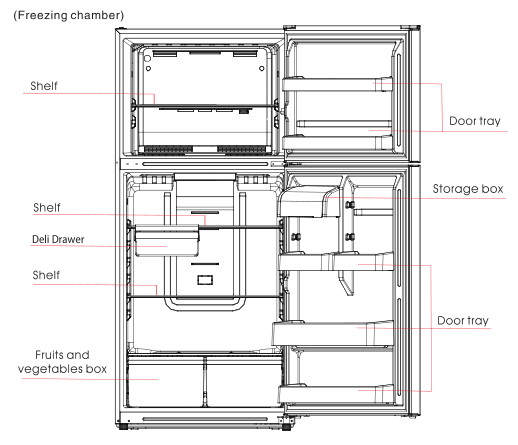 (Freezing chamber)
Shelf
Door tray
Storage box
Shelf
Deli Drawer
Shelf
Door tray
Fruits and
vegetables box